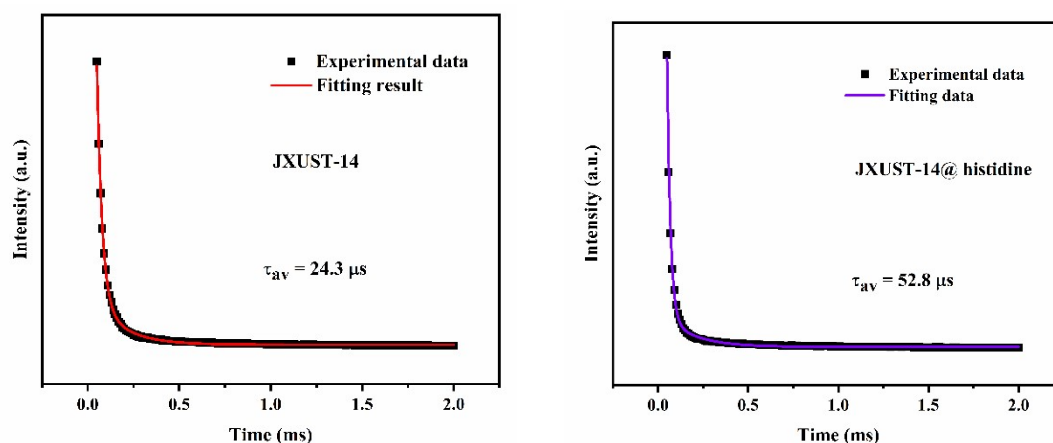 Experimental data
Fitting result
JXUST-14
τav = 24.3 μs
Intensity (a.u.)
0.0 0.5 1.0 1.5 2.0
Time (ms)
Experimental data
Fitting data
JXUST-14@ histidine
τav = 52.8 μs
Intensity (a.u.)
0.0 0.5 1.0 1.5 2.0
Time (ms)